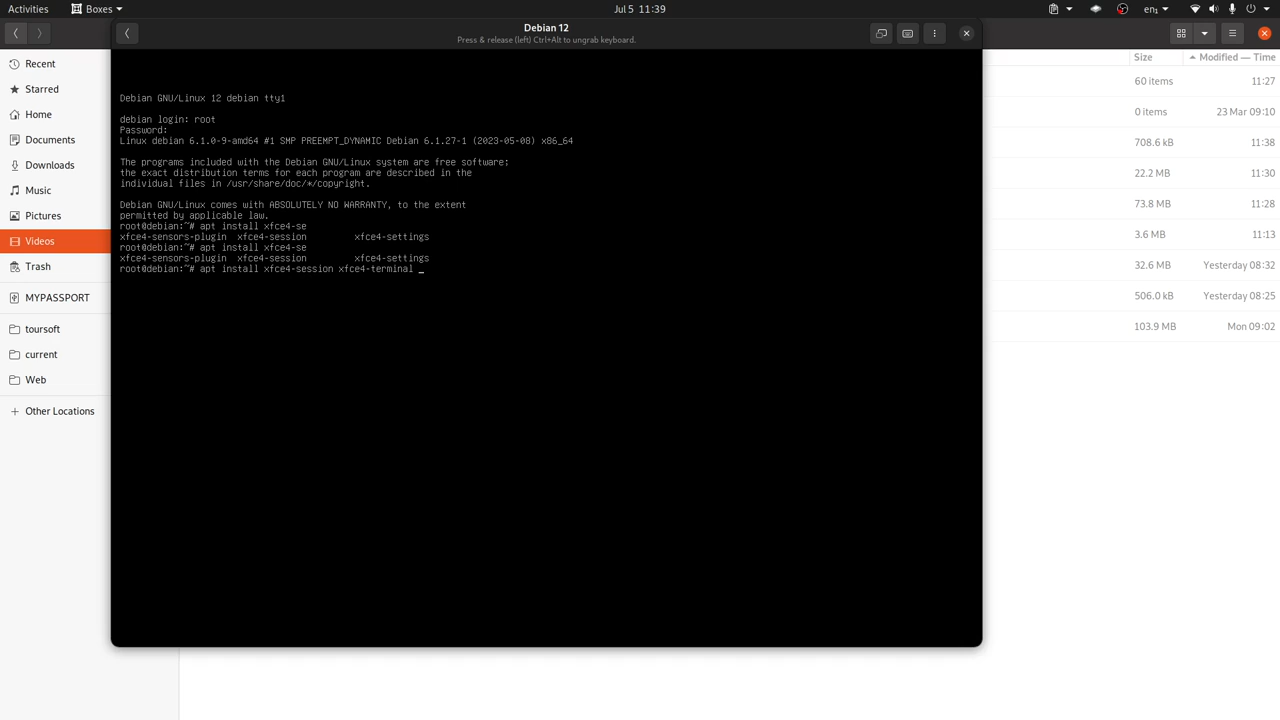 Activities Boxes Jul 5 11:39 en1
Debian 12
Press & release (left) Ctrl+Alt to ungrab keyboard.
Recent
Starred
Home
Documents
Downloads
Music
Pictures
Videos
Trash
MYPASSPORT
toursoft
current
Web
Other Locations
Debian GNU/Linux 12 debian tty1
debian login: root
Password:
Linux debian 6.1.0-9-amd64 #1 SMP PREEMPT_DYNAMIC Debian 6.1.27-1 (2023-05-08) x86_64
The programs included with the Debian GNU/Linux system are free software;
the exact distribution terms for each program are described in the
individual files in /usr/share/doc/*/copyright.
Debian GNU/Linux comes with ABSOLUTELY NO WARRANTY, to the extent
permitted by applicable law.
root@debian:~# apt install xfce4-se
xfce4-sensors-plugin xfce4-session xfce4-settings
root@debian:~# apt install xfce4-se
xfce4-sensors-plugin xfce4-session xfce4-settings
root@debian:~# apt install xfce4-session xfce4-terminal _
Size Modified — Time
60 items 11:27
0 items 23 Mar 09:10
708.6 kB 11:38
22.2 MB 11:30
73.8 MB 11:28
3.6 MB 11:13
32.6 MB Yesterday 08:32
506.0 kB Yesterday 08:25
103.9 MB Mon 09:02